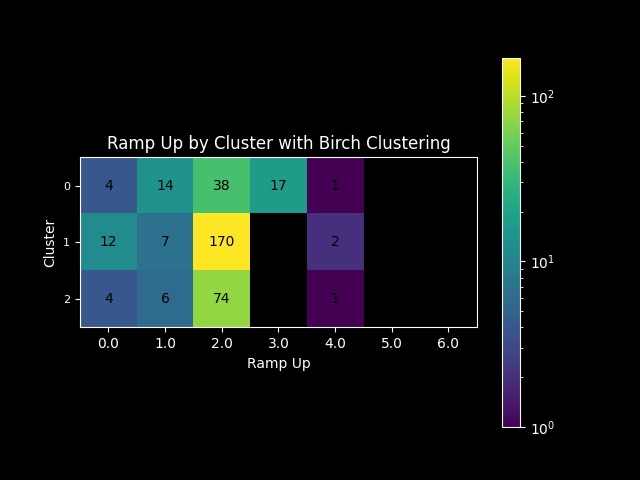 Ramp Up by Cluster with Birch Clustering
Cluster
0 4 14 38 17 1
1 12 7 170 2
2 4 6 74 1
0.0 1.0 2.0 3.0 4.0 5.0 6.0
Ramp Up
10²
10¹
10⁰